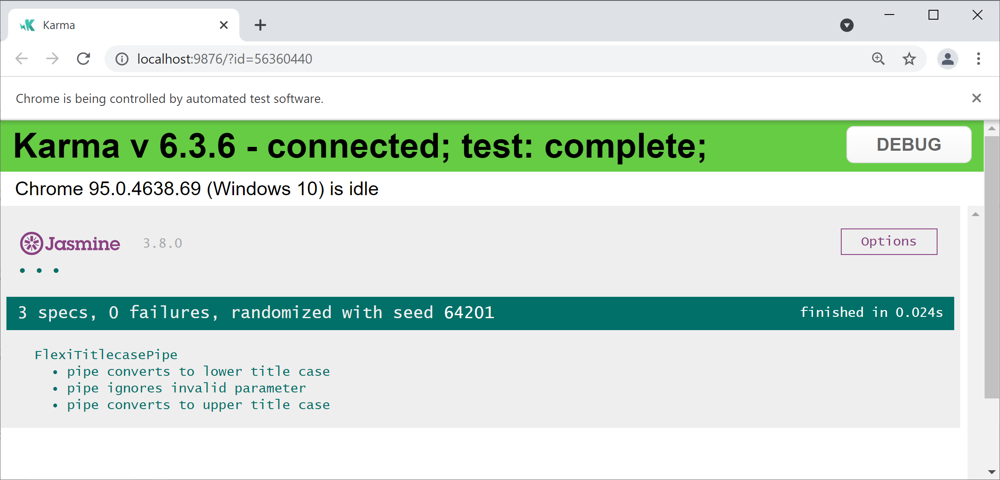 Karma
localhost:9876/?id=56360440
Chrome is being controlled by automated test software.
Karma v 6.3.6 - connected; test: complete;
DEBUG
Chrome 95.0.4638.69 (Windows 10) is idle
Jasmine 3.8.0
Options
• • •
3 specs, 0 failures, randomized with seed 64201
finished in 0.024s
FlexiTitlecasePipe
• pipe converts to lower title case
• pipe ignores invalid parameter
• pipe converts to upper title case